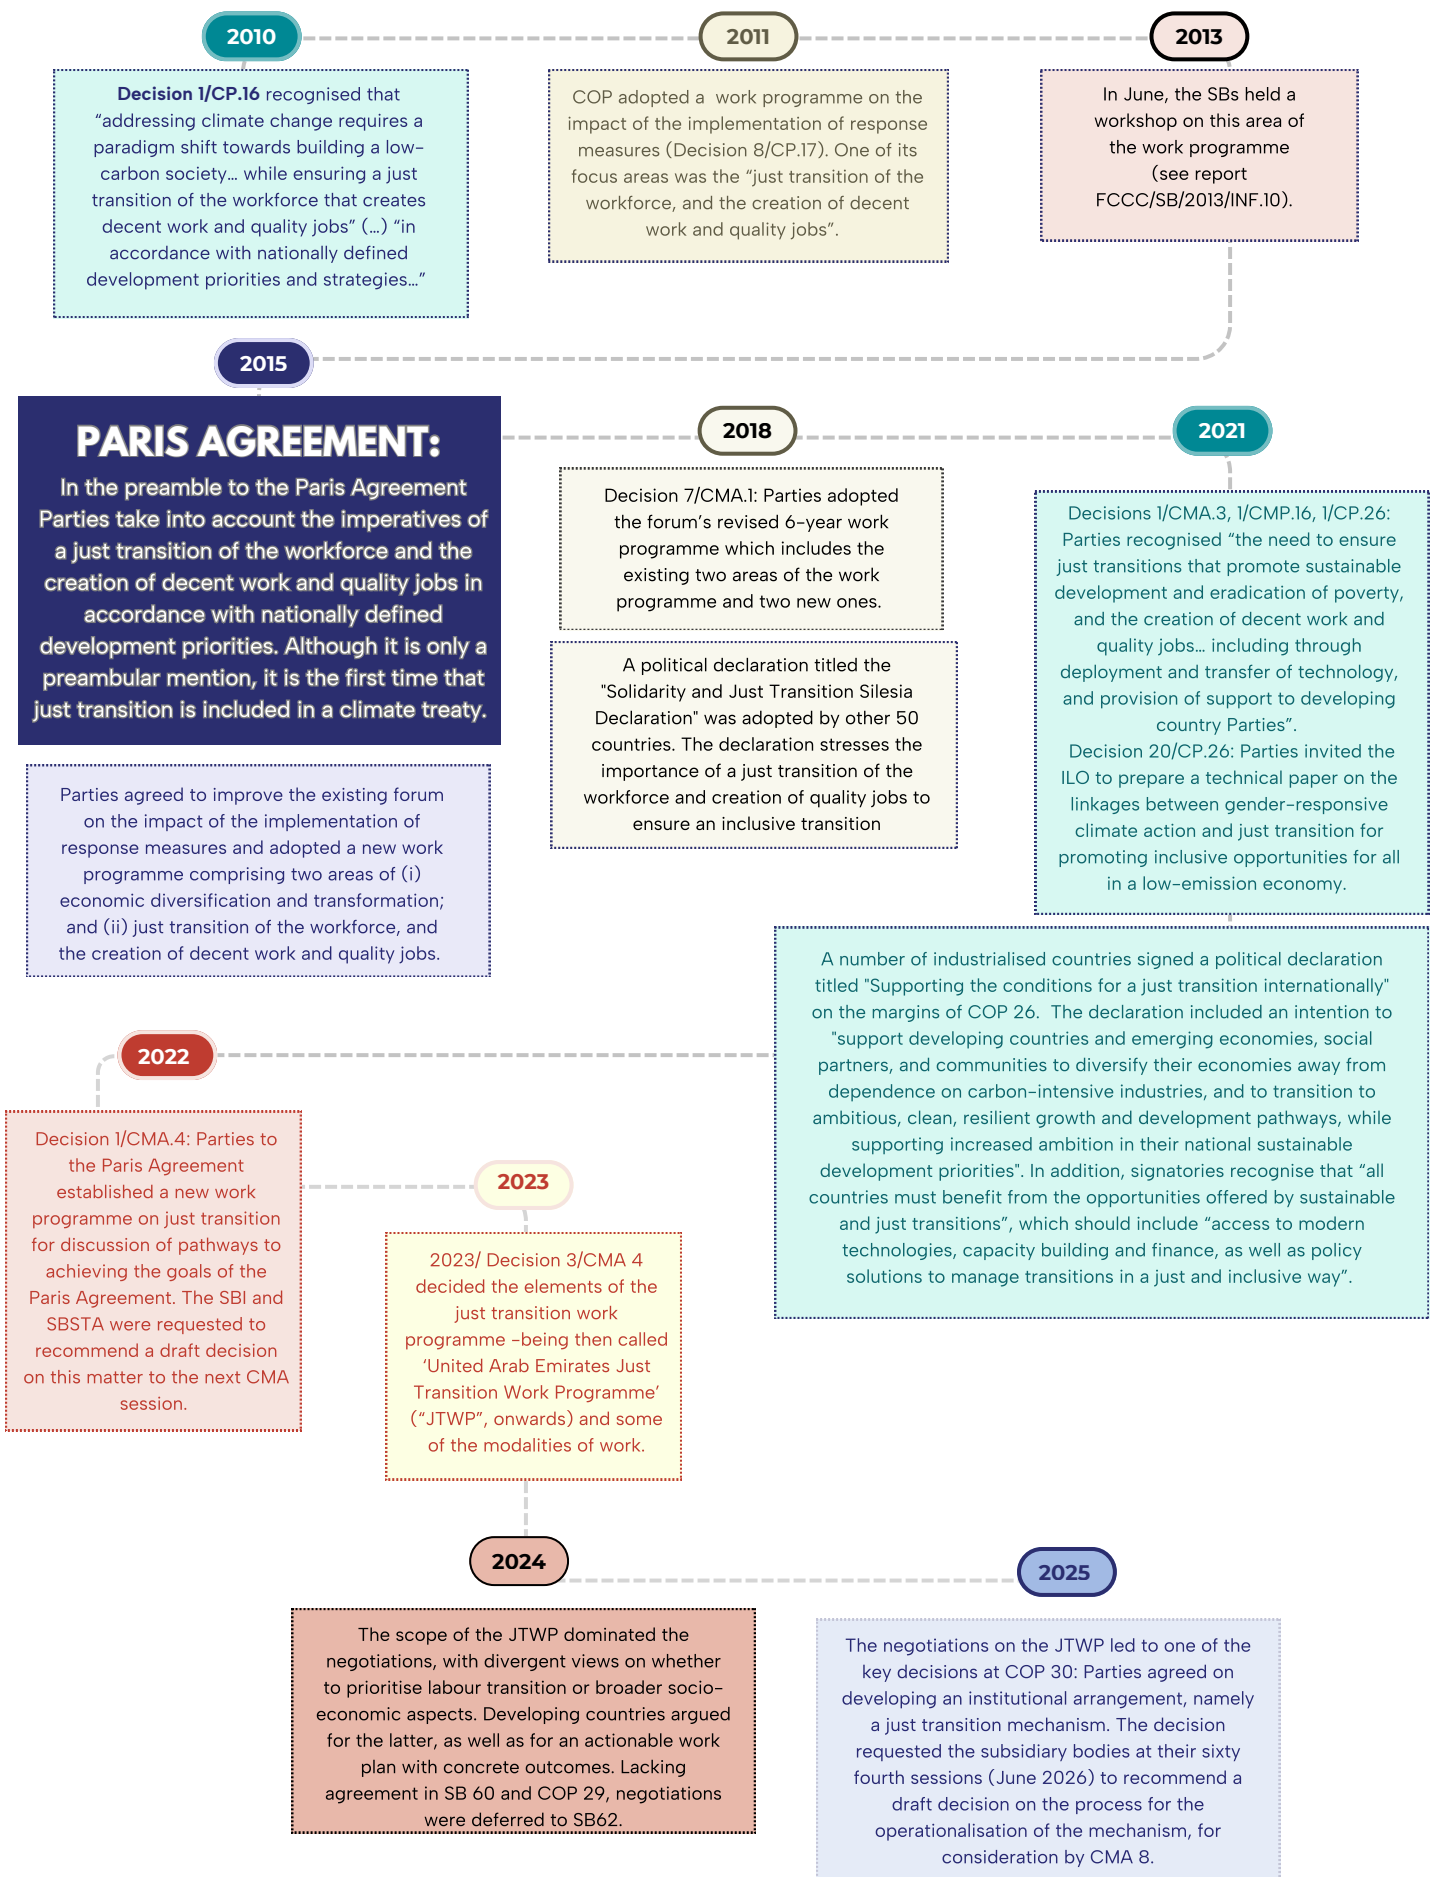 2010
Decision 1/CP.16 recognised that
“addressing climate change requires a
paradigm shift towards building a low-
carbon society… while ensuring a just
transition of the workforce that creates
decent work and quality jobs” (…) “in
accordance with nationally defined
development priorities and strategies…”
2011
COP adopted a  work programme on the
impact of the implementation of response
measures (Decision 8/CP.17). One of its
focus areas was the “just transition of the
workforce, and the creation of decent
work and quality jobs”.
2013
In June, the SBs held a
workshop on this area of
the work programme
(see report
FCCC/SB/2013/INF.10).
2015
PARIS AGREEMENT:
In the preamble to the Paris Agreement
Parties take into account the imperatives of
a just transition of the workforce and the
creation of decent work and quality jobs in
accordance with nationally defined
development priorities. Although it is only a
preambular mention, it is the first time that
just transition is included in a climate treaty.
Parties agreed to improve the existing forum
on the impact of the implementation of
response measures and adopted a new work
programme comprising two areas of (i)
economic diversification and transformation;
and (ii) just transition of the workforce, and
the creation of decent work and quality jobs.
2018
Decision 7/CMA.1: Parties adopted
the forum’s revised 6-year work
programme which includes the
existing two areas of the work
programme and two new ones.
A political declaration titled the
"Solidarity and Just Transition Silesia
Declaration" was adopted by other 50
countries. The declaration stresses the
importance of a just transition of the
workforce and creation of quality jobs to
ensure an inclusive transition
2021
Decisions 1/CMA.3, 1/CMP.16, 1/CP.26:
Parties recognised “the need to ensure
just transitions that promote sustainable
development and eradication of poverty,
and the creation of decent work and
quality jobs… including through
deployment and transfer of technology,
and provision of support to developing
country Parties”.
Decision 20/CP.26: Parties invited the
ILO to prepare a technical paper on the
linkages between gender-responsive
climate action and just transition for
promoting inclusive opportunities for all
in a low-emission economy.
A number of industrialised countries signed a political declaration
titled "Supporting the conditions for a just transition internationally"
on the margins of COP 26.  The declaration included an intention to
"support developing countries and emerging economies, social
partners, and communities to diversify their economies away from
dependence on carbon-intensive industries, and to transition to
ambitious, clean, resilient growth and development pathways, while
supporting increased ambition in their national sustainable
development priorities". In addition, signatories recognise that “all
countries must benefit from the opportunities offered by sustainable
and just transitions”, which should include “access to modern
technologies, capacity building and finance, as well as policy
solutions to manage transitions in a just and inclusive way”.
2022
Decision 1/CMA.4: Parties to
the Paris Agreement
established a new work
programme on just transition
for discussion of pathways to
achieving the goals of the
Paris Agreement. The SBI and
SBSTA were requested to
recommend a draft decision
on this matter to the next CMA
session.
2023
2023/ Decision 3/CMA 4
decided the elements of the
just transition work
programme -being then called
‘United Arab Emirates Just
Transition Work Programme’
(“JTWP”, onwards) and some
of the modalities of work.
2024
The scope of the JTWP dominated the
negotiations, with divergent views on whether
to prioritise labour transition or broader socio-
economic aspects. Developing countries argued
for the latter, as well as for an actionable work
plan with concrete outcomes. Lacking
agreement in SB 60 and COP 29, negotiations
were deferred to SB62.
2025
The negotiations on the JTWP led to one of the
key decisions at COP 30: Parties agreed on
developing an institutional arrangement, namely
a just transition mechanism. The decision
requested the subsidiary bodies at their sixty
fourth sessions (June 2026) to recommend a
draft decision on the process for the
operationalisation of the mechanism, for
consideration by CMA 8.